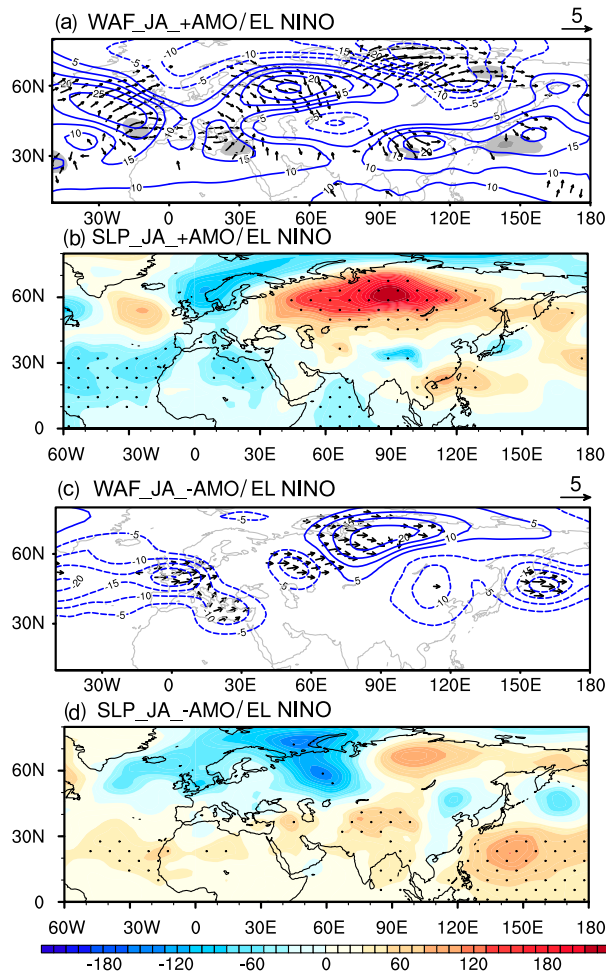 (a) WAF_JA_+AMO/EL NINO 5
60N
30N
30W 0 30E 60E 90E 120E 150E 180
(b) SLP_JA_+AMO/EL NINO
60N
30N
0
60W 30W 0 30E 60E 90E 120E 150E 180
(c) WAF_JA_-AMO/EL NINO 5
60N
30N
30W 0 30E 60E 90E 120E 150E 180
(d) SLP_JA_-AMO/EL NINO
60N
30N
0
60W 30W 0 30E 60E 90E 120E 150E 180
-180 -120 -60 0 60 120 180